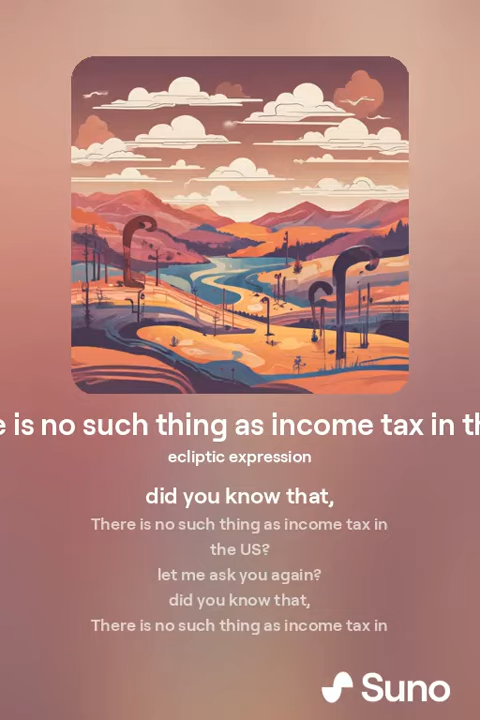 e is no such thing as income tax in th
ecliptic expression
did you know that,
There is no such thing as income tax in
the US?
let me ask you again?
did you know that,
There is no such thing as income tax in
Suno